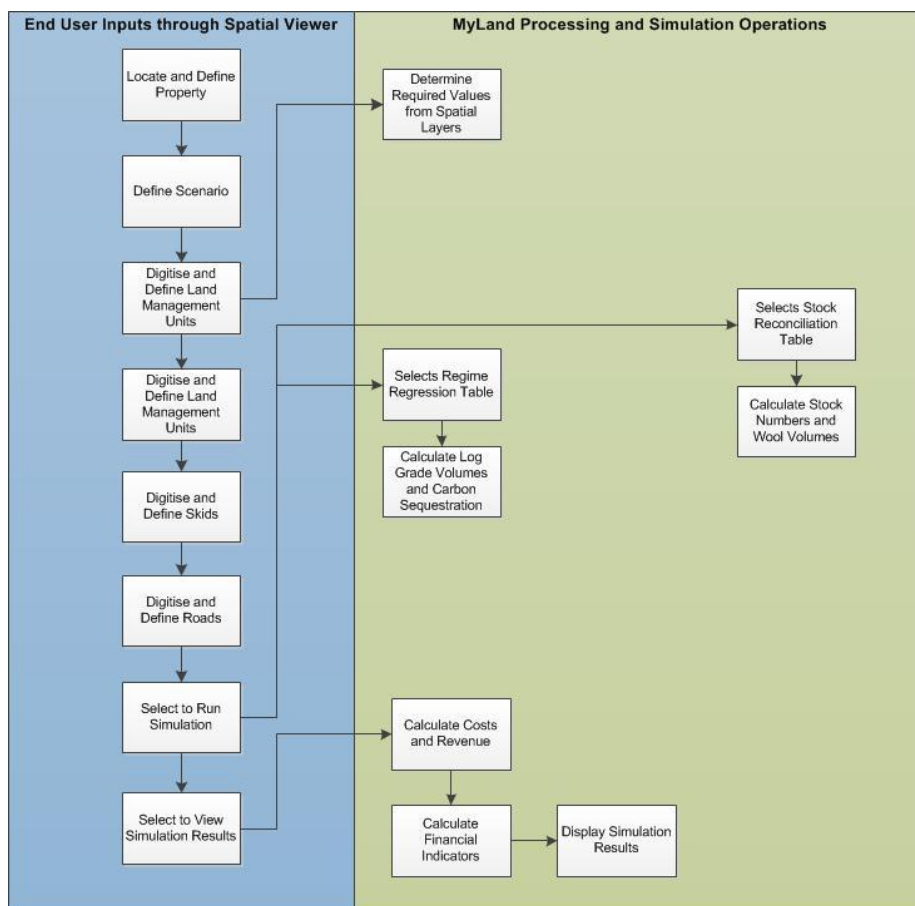 End User Inputs through Spatial Viewer
MyLand Processing and Simulation Operations
Locate and Define
Property
Define Scenario
Digitise and
Define Land
Management
Units
Digitise and
Define Land
Management
Units
Digitise and
Define Skids
Digitise and
Define Roads
Select to Run
Simulation
Select to View
Simulation Results
Determine
Required Values
from Spatial
Layers
Selects Stock
Reconciliation
Table
Calculate Stock
Numbers and
Wool Volumes
Selects Regime
Regression Table
Calculate Log
Grade Volumes
and Carbon
Sequestration
Calculate Costs
and Revenue
Calculate
Financial
Indicators
Display Simulation
Results